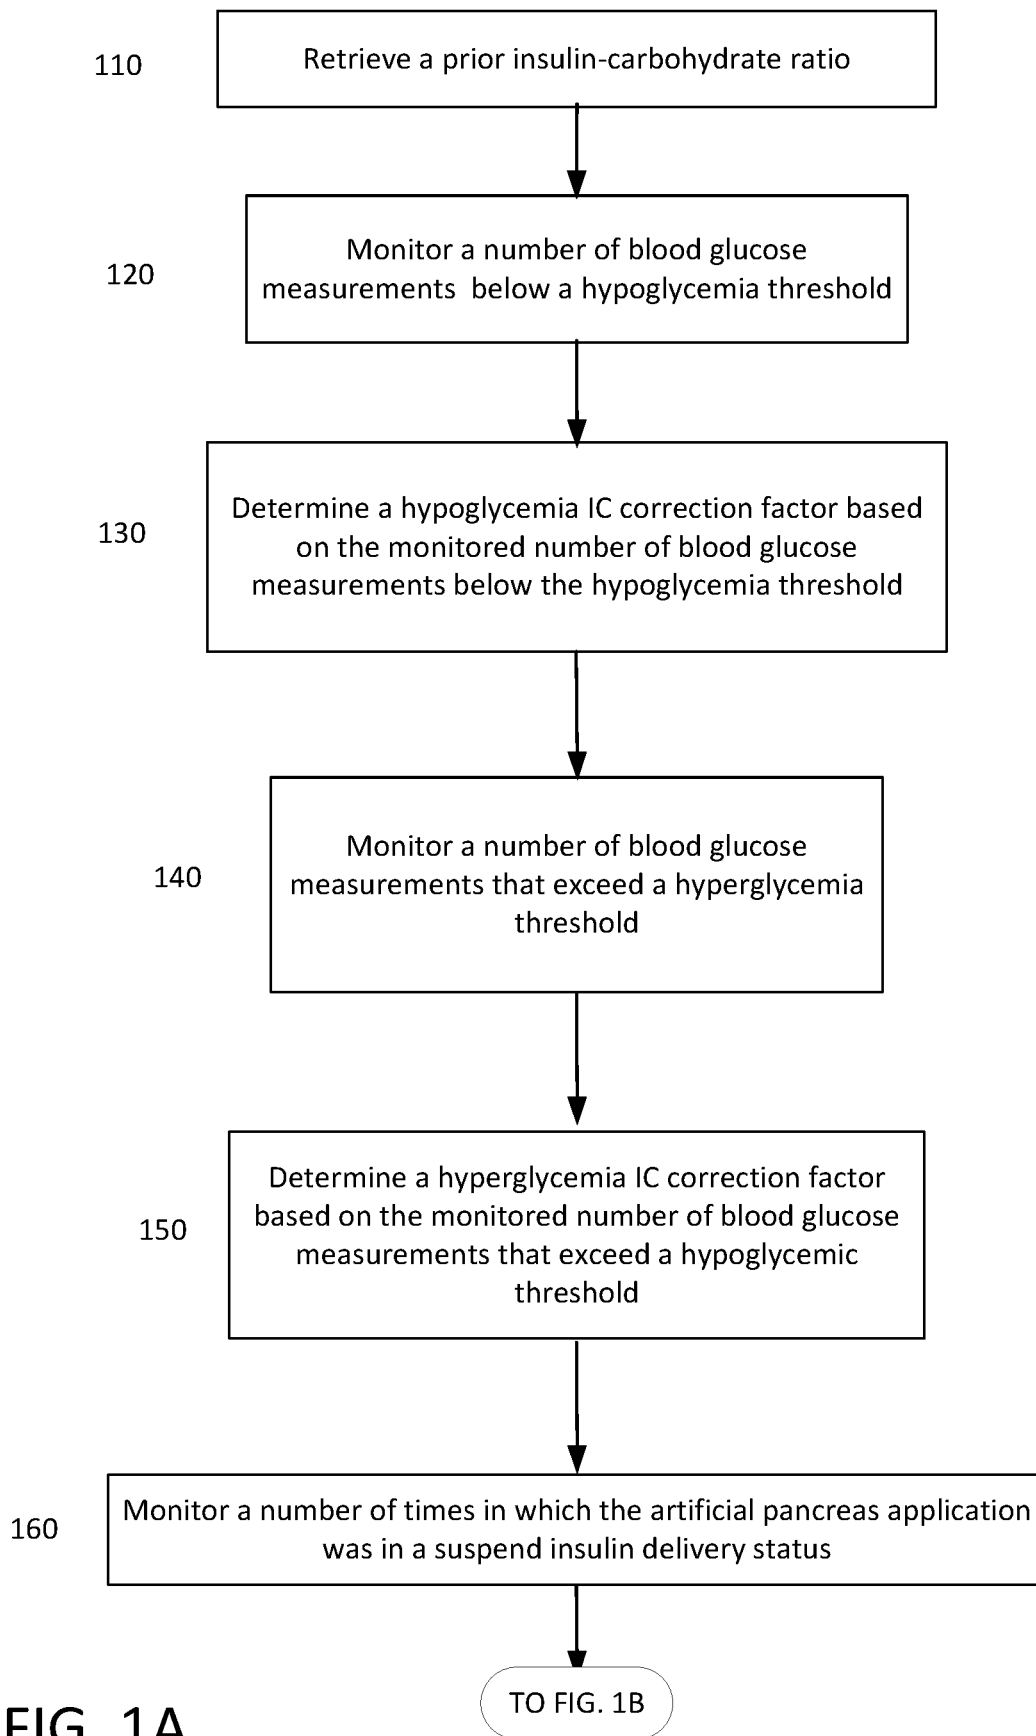 110
Retrieve a prior insulin-carbohydrate ratio
120
Monitor a number of blood glucose
measurements below a hypoglycemia threshold
130
Determine a hypoglycemia IC correction factor based
on the monitored number of blood glucose
measurements below the hypoglycemia threshold
140
Monitor a number of blood glucose
measurements that exceed a hyperglycemia
threshold
150
Determine a hyperglycemia IC correction factor
based on the monitored number of blood glucose
measurements that exceed a hypoglycemic
threshold
160
Monitor a number of times in which the artificial pancreas application
was in a suspend insulin delivery status
TO FIG. 1B
FIG. 1A